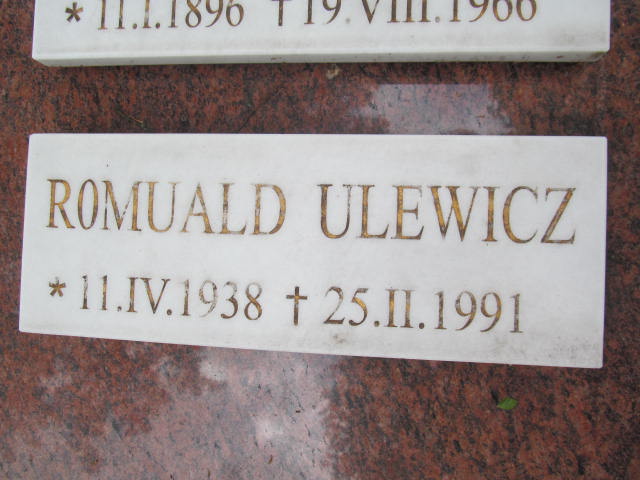 * 11.I.1896 † 19.VIII.1966
ROMUALD ULEWICZ
* 11.IV.1938 † 25.II.1991